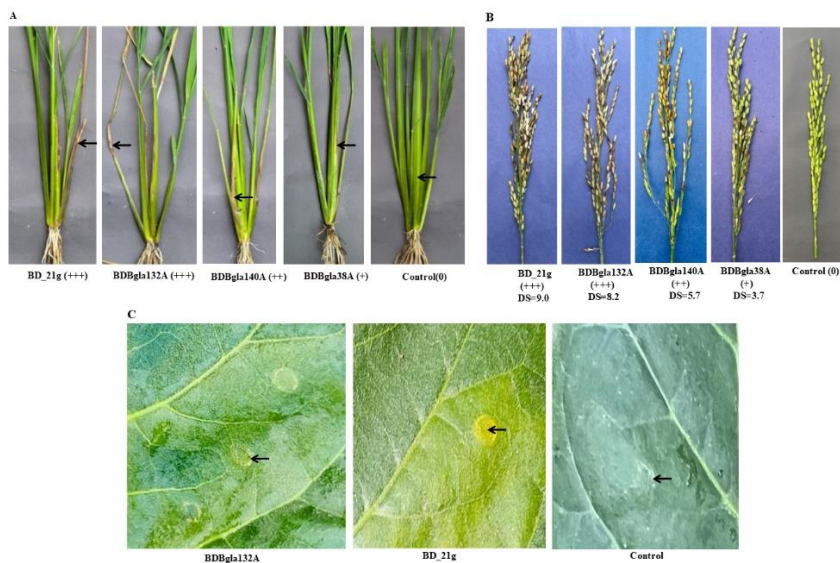 A
BD_21g (+++) BDBgla132A (+++) BDBgla140A (++) BDBgla38A (+) Control(0)
B
BD_21g
(+++)
DS=9.0
BDBgla132A
(+++)
DS=8.2
BDBgla140A
(++)
DS=5.7
BDBgla38A
(+)
DS=3.7
Control (0)
C
BDBgla132A BD_21g Control